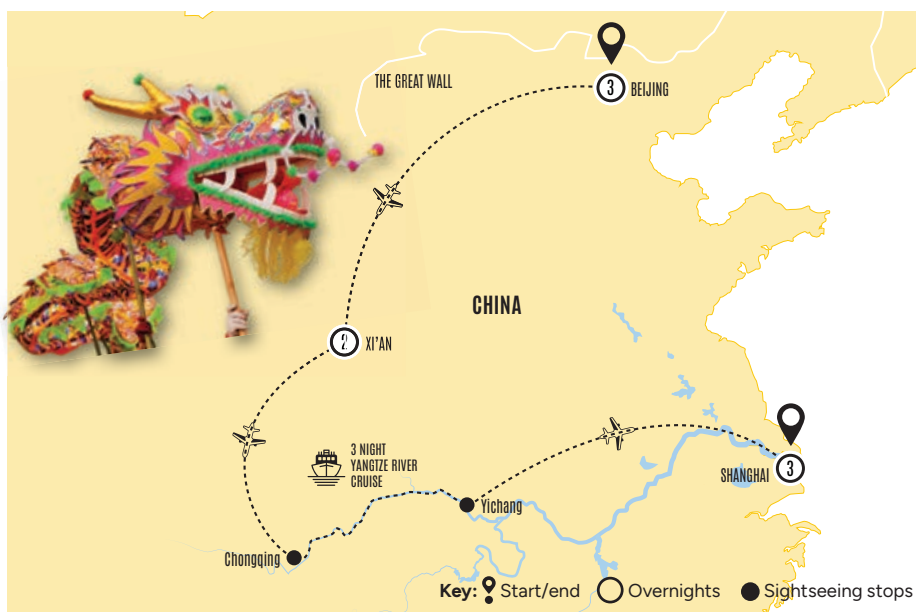 THE GREAT WALL
3
BEIJING
CHINA
2
XI'AN
3 NIGHT
YANGTZE RIVER
CRUISE
SHANGHAI
3
Yichang
Chongqing
Key: Start/end Overnights Sightseeing stops